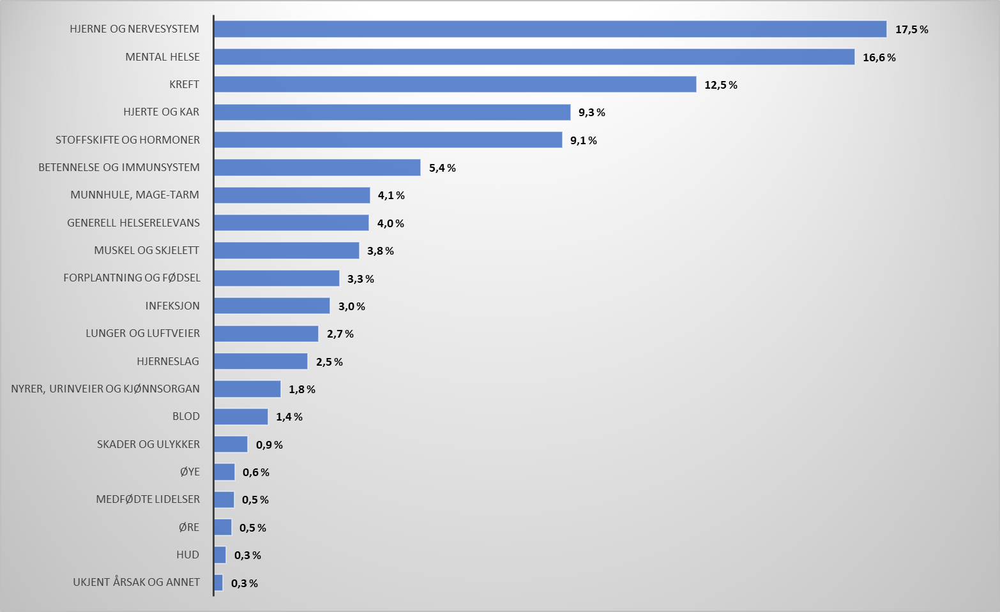 HJERNE OG NERVESYSTEM 17,5 %
MENTAL HELSE 16,6 %
KREFT 12,5 %
HJERTE OG KAR 9,3 %
STOFFSKIFTE OG HORMONER 9,1 %
BETENNELSE OG IMMUNSYSTEM 5,4 %
MUNNHULE, MAGE-TARM 4,1 %
GENERELL HELSERELEVANS 4,0 %
MUSKEL OG SKJELETT 3,8 %
FORPLANTNING OG FØDSEL 3,3 %
INFEKSJON 3,0 %
LUNGER OG LUFTVEIER 2,7 %
HJERNESLAG 2,5 %
NYRER, URINVEIER OG KJØNNSORGAN 1,8 %
BLOD 1,4 %
SKADER OG ULYKKER 0,9 %
ØYE 0,6 %
MEDFØDTE LIDELSER 0,5 %
ØRE 0,5 %
HUD 0,3 %
UKJENT ÅRSAK OG ANNET 0,3 %